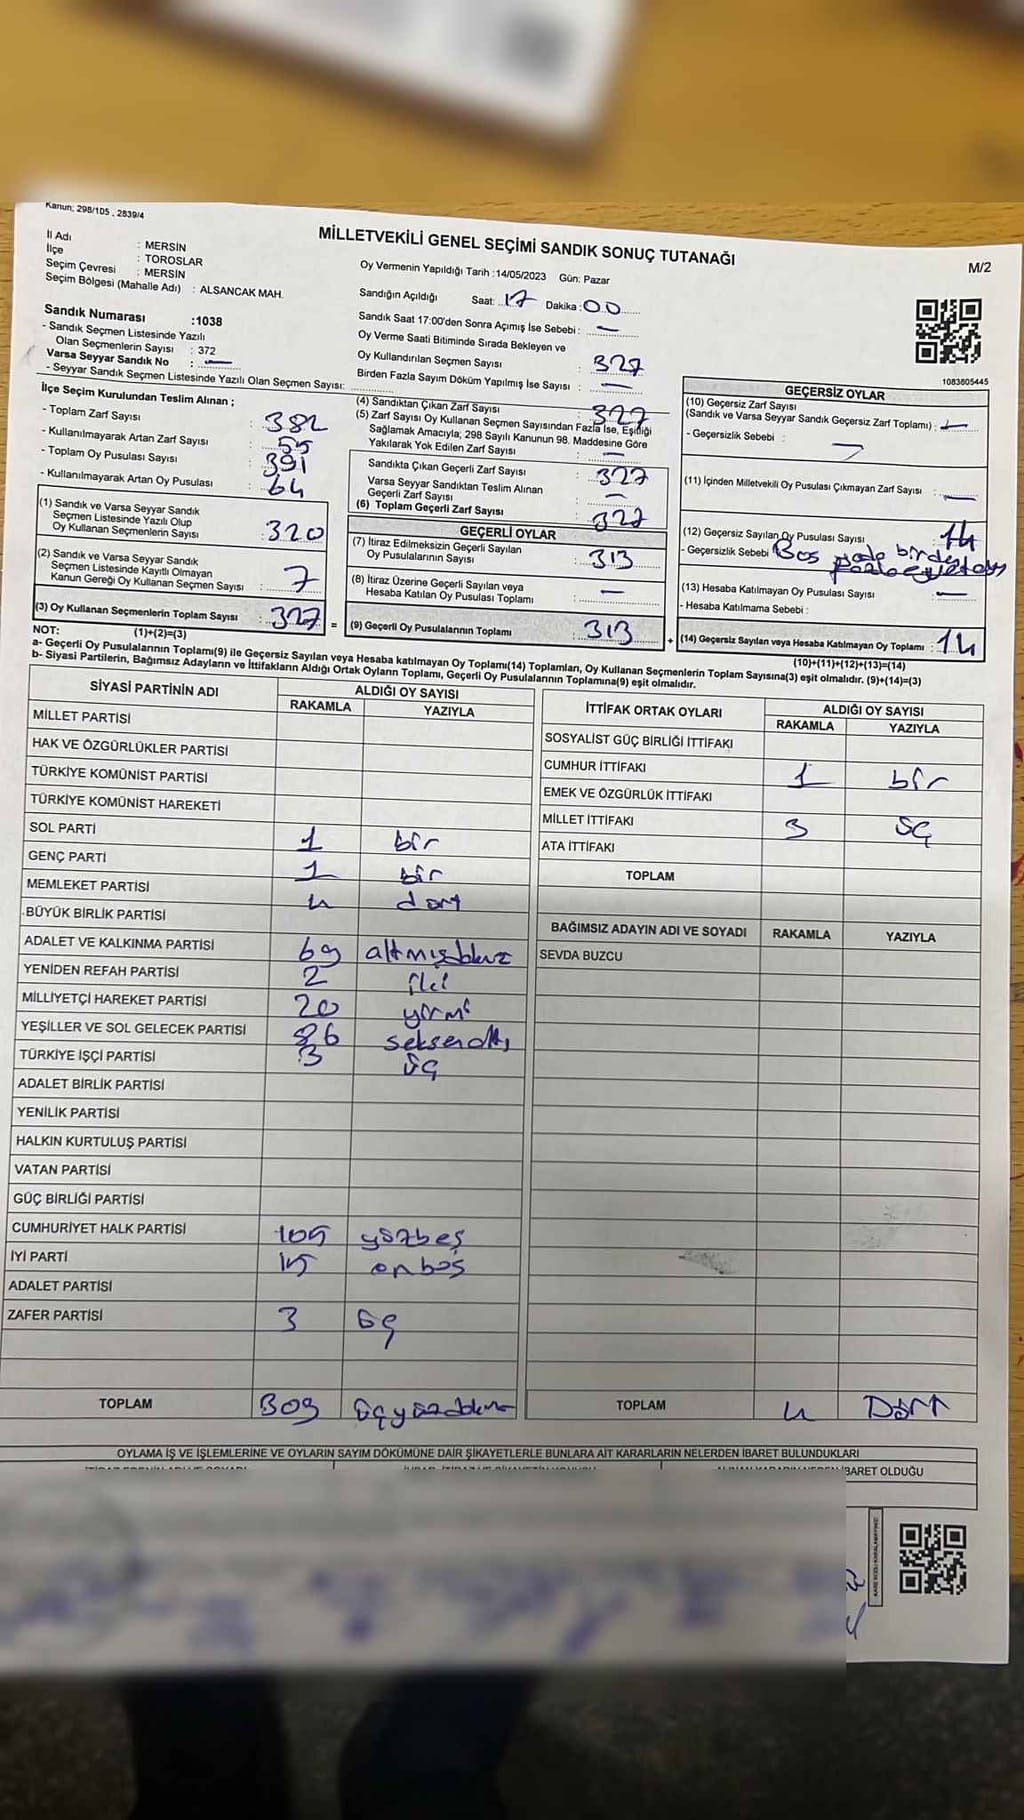 Kanun; 298/105 , 2839/4
MİLLETVEKİLİ GENEL SEÇİMİ SANDIK SONUÇ TUTANAĞI
M/2
İl Adı : MERSİN
İlçe : TOROSLAR
Seçim Çevresi : MERSİN
Seçim Bölgesi (Mahalle Adı) : ALSANCAK MAH.
Sandık Numarası :1038
- Sandık Seçmen Listesinde Yazılı
Olan Seçmenlerin Sayısı : 372
Varsa Seyyar Sandık No : —
- Seyyar Sandık Seçmen Listesinde Yazılı Olan Seçmen Sayısı:
Oy Vermenin Yapıldığı Tarih :14/05/2023 Gün: Pazar
Sandığın Açıldığı Saat: 17 Dakika: 00
Sandık Saat 17:00'den Sonra Açımış İse Sebebi : —
Oy Verme Saati Bitiminde Sırada Bekleyen ve
Oy Kullandırılan Seçmen Sayısı : 327
Birden Fazla Sayım Döküm Yapılmış İse Sayısı : —
1083805445
İlçe Seçim Kurulundan Teslim Alınan ;
- Toplam Zarf Sayısı : 382
- Kullanılmayarak Artan Zarf Sayısı : 55
- Toplam Oy Pusulası Sayısı : 391
- Kullanılmayarak Artan Oy Pusulası : 64
(1) Sandık ve Varsa Seyyar Sandık
Seçmen Listesinde Yazılı Olup
Oy Kullanan Seçmenlerin Sayısı : 320
(2) Sandık ve Varsa Seyyar Sandık
Seçmen Listesinde Kayıtlı Olmayan
Kanun Gereği Oy Kullanan Seçmen Sayısı : 7
(3) Oy Kullanan Seçmenlerin Toplam Sayısı : 327 =
(1)+(2)=(3)
(4) Sandıktan Çıkan Zarf Sayısı : 327
(5) Zarf Sayısı Oy Kullanan Seçmen Sayısından Fazla İse, Eşitliği
Sağlamak Amacıyla; 298 Sayılı Kanunun 98. Maddesine Göre
Yakılarak Yok Edilen Zarf Sayısı : —
Sandıkta Çıkan Geçerli Zarf Sayısı : 327
Varsa Seyyar Sandıktan Teslim Alınan
Geçerli Zarf Sayısı : —
(6) Toplam Geçerli Zarf Sayısı : 327
GEÇERLİ OYLAR
(7) İtiraz Edilmeksizin Geçerli Sayılan
Oy Pusulalarının Sayısı : 313
(8) İtiraz Üzerine Geçerli Sayılan veya
Hesaba Katılan Oy Pusulası Toplamı : —
(9) Geçerli Oy Pusulalarının Toplamı : 313 +
GEÇERSİZ OYLAR
(10) Geçersiz Zarf Sayısı
(Sandık ve Varsa Seyyar Sandık Geçersiz Zarf Toplamı) : —
- Geçersizlik Sebebi : —
(11) İçinden Milletvekili Oy Pusulası Çıkmayan Zarf Sayısı : —
(12) Geçersiz Sayılan Oy Pusulası Sayısı : 14
- Geçersizlik Sebebi Boş birden
(13) Hesaba Katılmayan Oy Pusulası Sayısı : —
- Hesaba Katılmama Sebebi :
(14) Geçersiz Sayılan veya Hesaba Katılmayan Oy Toplamı : 14
(10)+(11)+(12)+(13)=(14)
NOT:
a- Geçerli Oy Pusulalarının Toplamı(9) ile Geçersiz Sayılan veya Hesaba katılmayan Oy Toplamı(14) Toplamları, Oy Kullanan Seçmenlerin Toplam Sayısına(3) eşit olmalıdır. (9)+(14)=(3)
b- Siyasi Partilerin, Bağımsız Adayların ve İttifakların Aldığı Ortak Oyların Toplamı, Geçerli Oy Pusulalarının Toplamına(9) eşit olmalıdır.
SİYASİ PARTİNİN ADI ALDIĞI OY SAYISI
RAKAMLA YAZIYLA
MİLLET PARTİSİ
HAK VE ÖZGÜRLÜKLER PARTİSİ
TÜRKİYE KOMÜNİST PARTİSİ
TÜRKİYE KOMÜNİST HAREKETİ
SOL PARTİ 1 bir
GENÇ PARTİ 1 bir
MEMLEKET PARTİSİ 4 dört
BÜYÜK BİRLİK PARTİSİ
ADALET VE KALKINMA PARTİSİ 69 altmışdokuz
YENİDEN REFAH PARTİSİ 2 iki
MİLLİYETÇİ HAREKET PARTİSİ 20 yirmi
YEŞİLLER VE SOL GELECEK PARTİSİ 86 seksenaltı
TÜRKİYE İŞÇİ PARTİSİ 3 üç
ADALET BİRLİK PARTİSİ
YENİLİK PARTİSİ
HALKIN KURTULUŞ PARTİSİ
VATAN PARTİSİ
GÜÇ BİRLİĞİ PARTİSİ
CUMHURİYET HALK PARTİSİ 105 yüzbeş
İYİ PARTİ 15 onbeş
ADALET PARTİSİ
ZAFER PARTİSİ 3 üç
TOPLAM 309 üçyüzdokuz
İTTİFAK ORTAK OYLARI ALDIĞI OY SAYISI
RAKAMLA YAZIYLA
SOSYALİST GÜÇ BİRLİĞİ İTTİFAKI
CUMHUR İTTİFAKI 1 bir
EMEK VE ÖZGÜRLÜK İTTİFAKI
MİLLET İTTİFAKI 3 üç
ATA İTTİFAKI
TOPLAM
BAĞIMSIZ ADAYIN ADI VE SOYADI RAKAMLA YAZIYLA
SEVDA BUZCU
TOPLAM 4 Dört
OYLAMA İŞ VE İŞLEMLERİNE VE OYLARIN SAYIM DÖKÜMÜNE DAİR ŞİKAYETLERLE BUNLARA AİT KARARLARIN NELERDEN İBARET BULUNDUKLARI
İBARET OLDUĞU